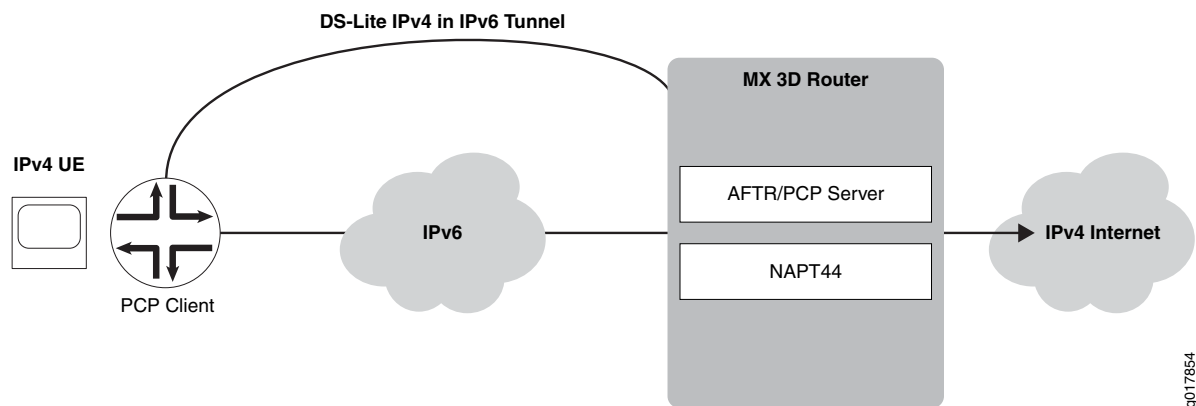 DS-Lite IPv4 in IPv6 Tunnel
MX 3D Router
IPv4 UE
AFTR/PCP Server
IPv6
IPv4 Internet
NAPT44
PCP Client
g017854